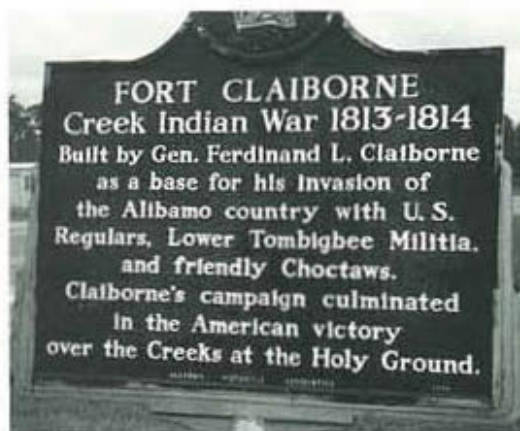 FORT CLAIBORNE
Creek Indian War 1813-1814
Built by Gen. Ferdinand L. Claiborne
as a base for his invasion of
the Alibamo country with U. S.
Regulars, Lower Tombigbee Militia,
and friendly Choctaws.
Claiborne's campaign culminated
in the American victory
over the Creeks at the Holy Ground.